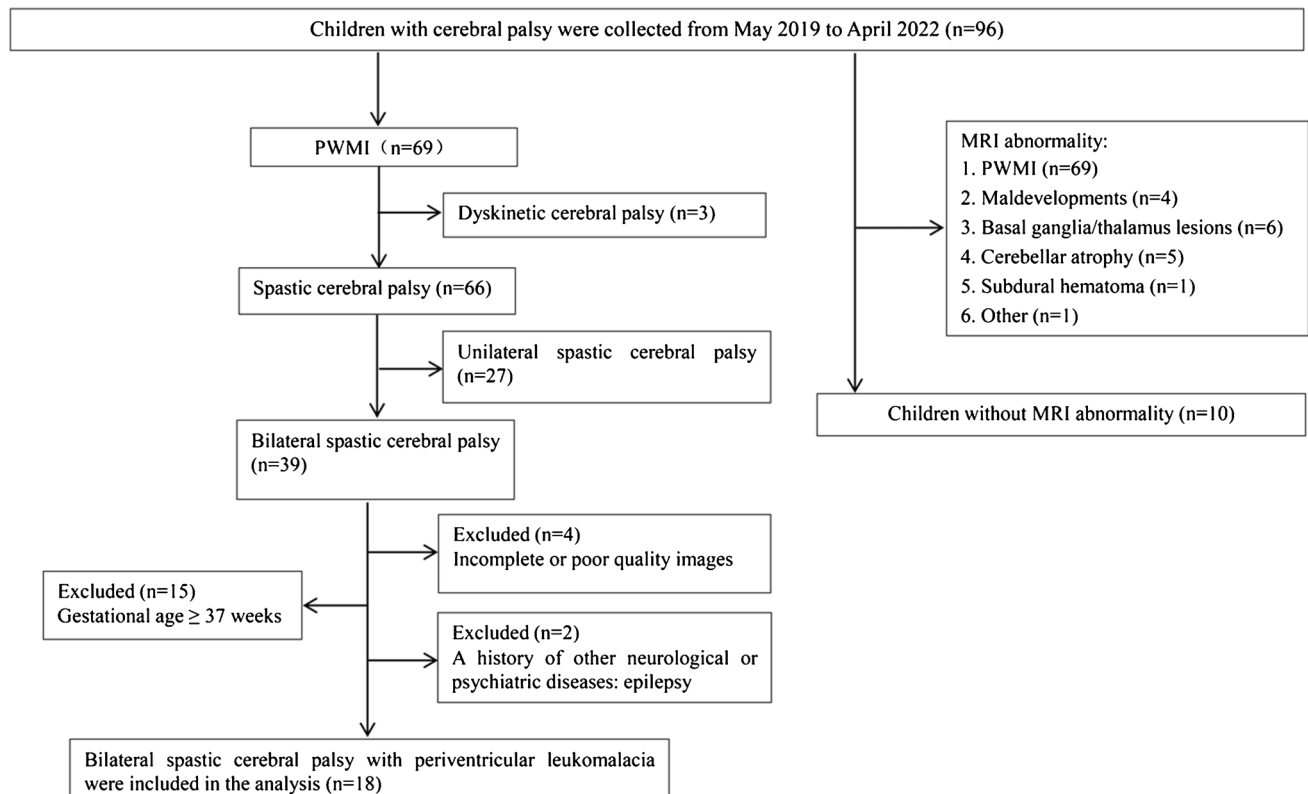 Children with cerebral palsy were collected from May 2019 to April 2022 (n=96)
PWMI（n=69）
Dyskinetic cerebral palsy (n=3)
Spastic cerebral palsy (n=66)
Unilateral spastic cerebral palsy
(n=27)
Bilateral spastic cerebral palsy
(n=39)
Excluded (n=4)
Incomplete or poor quality images
Excluded (n=15)
Gestational age ≥ 37 weeks
Excluded (n=2)
A history of other neurological or
psychiatric diseases: epilepsy
Bilateral spastic cerebral palsy with periventricular leukomalacia
were included in the analysis (n=18)
MRI abnormality:
1. PWMI (n=69)
2. Maldevelopments (n=4)
3. Basal ganglia/thalamus lesions (n=6)
4. Cerebellar atrophy (n=5)
5. Subdural hematoma (n=1)
6. Other (n=1)
Children without MRI abnormality (n=10)